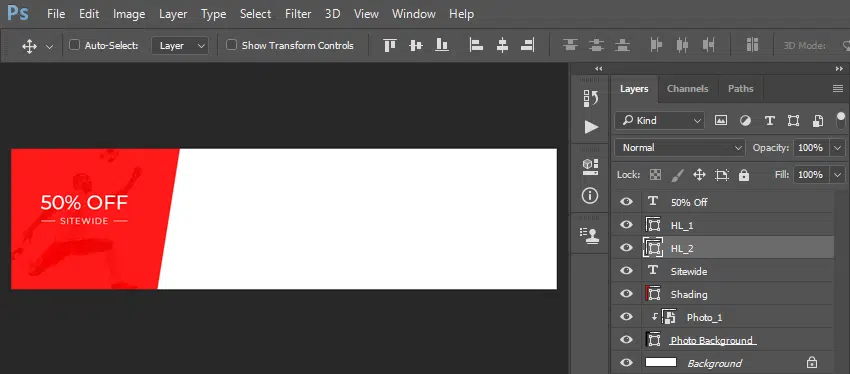 Ps File Edit Image Layer Type Select Filter 3D View Window Help
Auto-Select: Layer Show Transform Controls 3D Mode:
Layers Channels Paths
Kind
Normal Opacity: 100%
Lock: Fill: 100%
50% OFF
SITEWIDE
T 50% Off
HL_1
HL_2
T Sitewide
Shading
Photo_1
Photo Background
Background